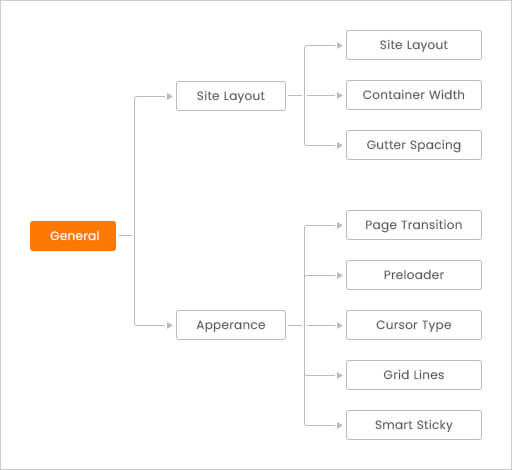 General
Site Layout
Site Layout
Container Width
Gutter Spacing
Apperance
Page Transition
Preloader
Cursor Type
Grid Lines
Smart Sticky